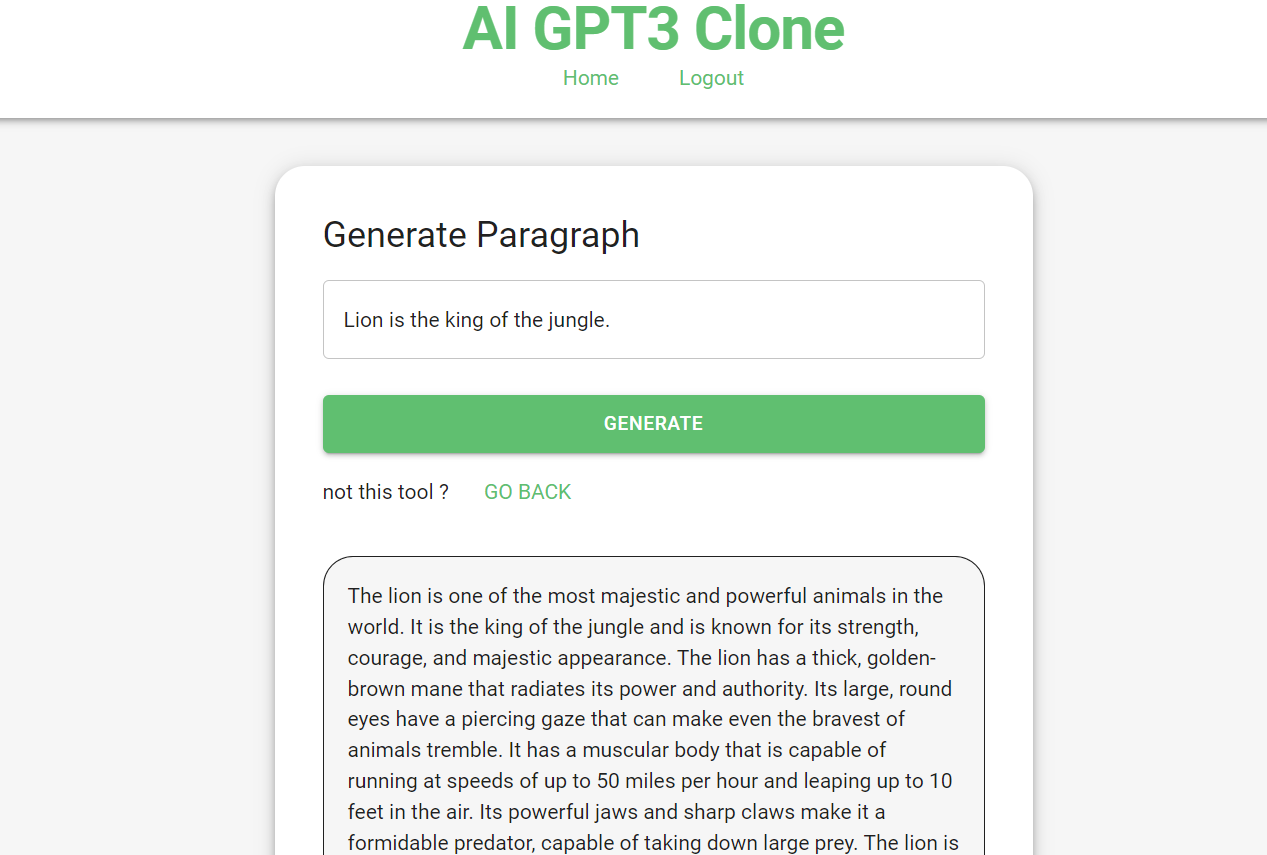 AI GPT3 Clone
Home Logout
Generate Paragraph
Lion is the king of the jungle.
GENERATE
not this tool ? GO BACK
The lion is one of the most majestic and powerful animals in the
world. It is the king of the jungle and is known for its strength,
courage, and majestic appearance. The lion has a thick, golden-
brown mane that radiates its power and authority. Its large, round
eyes have a piercing gaze that can make even the bravest of
animals tremble. It has a muscular body that is capable of
running at speeds of up to 50 miles per hour and leaping up to 10
feet in the air. Its powerful jaws and sharp claws make it a
formidable predator, capable of taking down large prey. The lion is